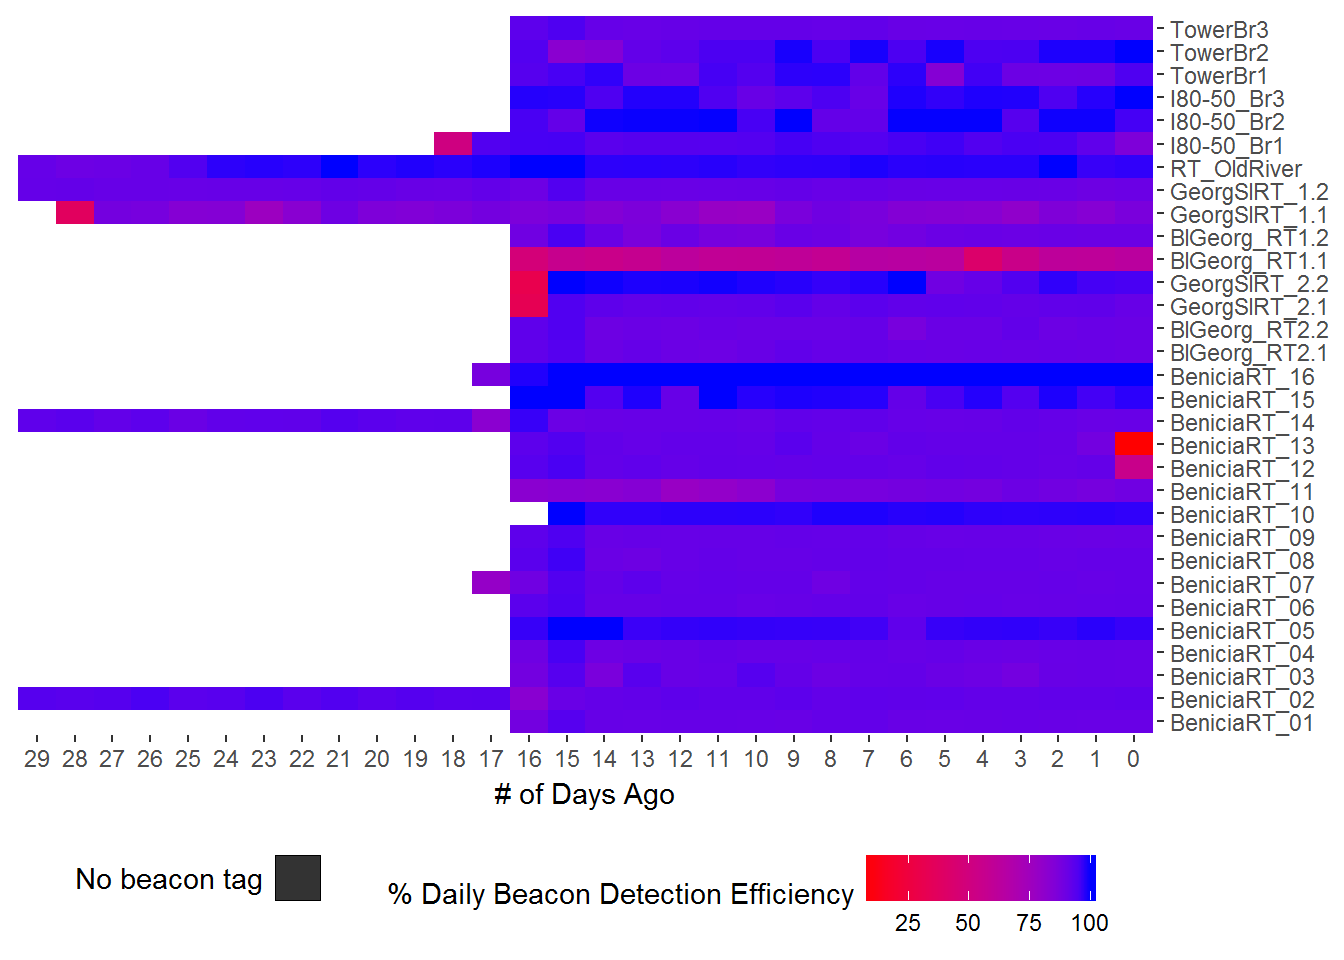 TowerBr3
TowerBr2
TowerBr1
I80-50_Br3
I80-50_Br2
I80-50_Br1
RT_OldRiver
GeorgSlRT_1.2
GeorgSlRT_1.1
BlGeorg_RT1.2
BlGeorg_RT1.1
GeorgSlRT_2.2
GeorgSlRT_2.1
BlGeorg_RT2.2
BlGeorg_RT2.1
BeniciaRT_16
BeniciaRT_15
BeniciaRT_14
BeniciaRT_13
BeniciaRT_12
BeniciaRT_11
BeniciaRT_10
BeniciaRT_09
BeniciaRT_08
BeniciaRT_07
BeniciaRT_06
BeniciaRT_05
BeniciaRT_04
BeniciaRT_03
BeniciaRT_02
BeniciaRT_01
29 28 27 26 25 24 23 22 21 20 19 18 17 16 15 14 13 12 11 10 9 8 7 6 5 4 3 2 1 0
# of Days Ago
No beacon tag
% Daily Beacon Detection Efficiency
25 50 75 100